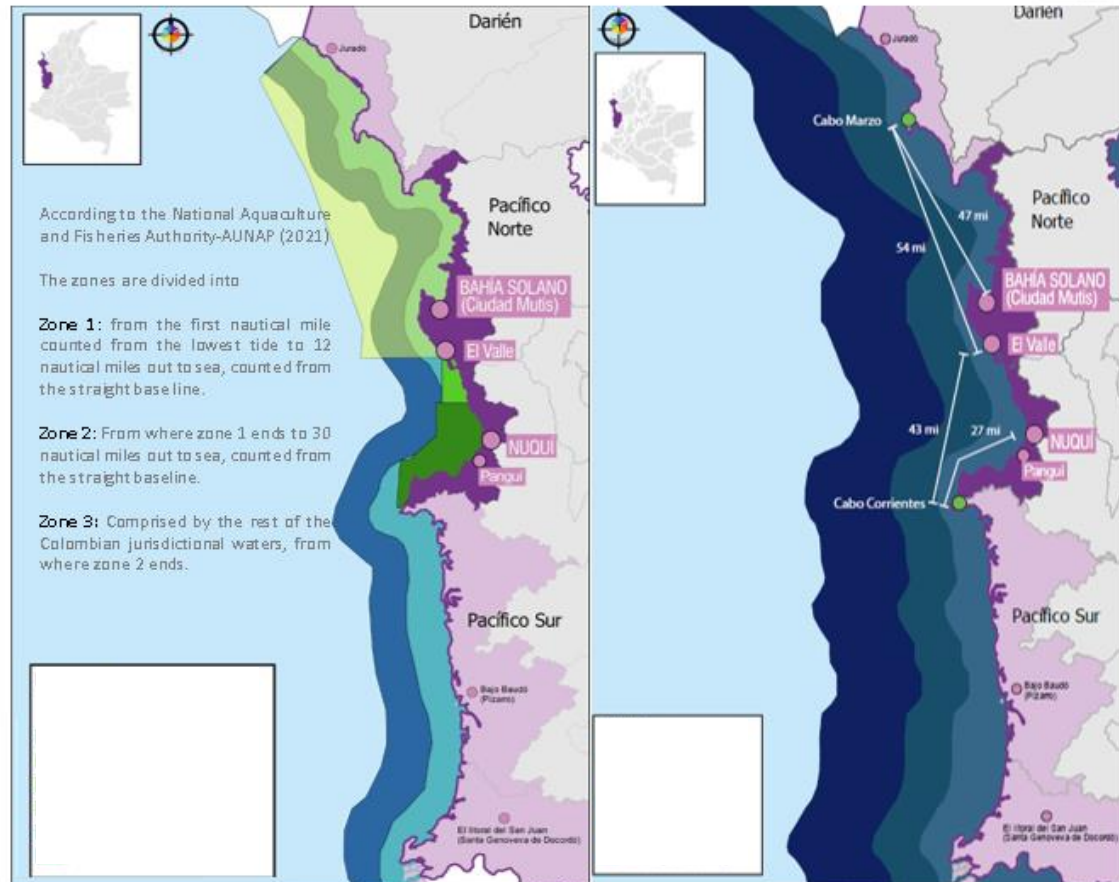 Darién
Juradó
According to the National Aquaculture
and Fisheries Authority-AUNAP (2021)
The zones are divided into
Zone 1: from the first nautical mile
counted from the lowest tide to 12
nautical miles out to sea, counted from
the straight base line.
Zone 2: From where zone 1 ends to 30
nautical miles out to sea, counted from
the straight baseline.
Zone 3: Comprised by the rest of the
Colombian jurisdictional waters, from
where zone 2 ends.
Pacífico
Norte
BAHÍA SOLANO
(Ciudad Mutis)
El Valle
NUQUÍ
Pangui
Pacífico Sur
Bajo Baudó
(Pizarro)
El litoral del San Juan
(Santa Genoveva de Docordó)
Darién
Juradó
Cabo Marzo
Pacífico
Norte
47 mi
54 mi
BAHÍA SOLANO
(Ciudad Mutis)
El Valle
43 mi
27 mi
NUQUÍ
Pangui
Cabo Corrientes
Pacífico Sur
Bajo Baudó
(Pizarro)
El litoral del San Juan
(Santa Genoveva de Docordó)